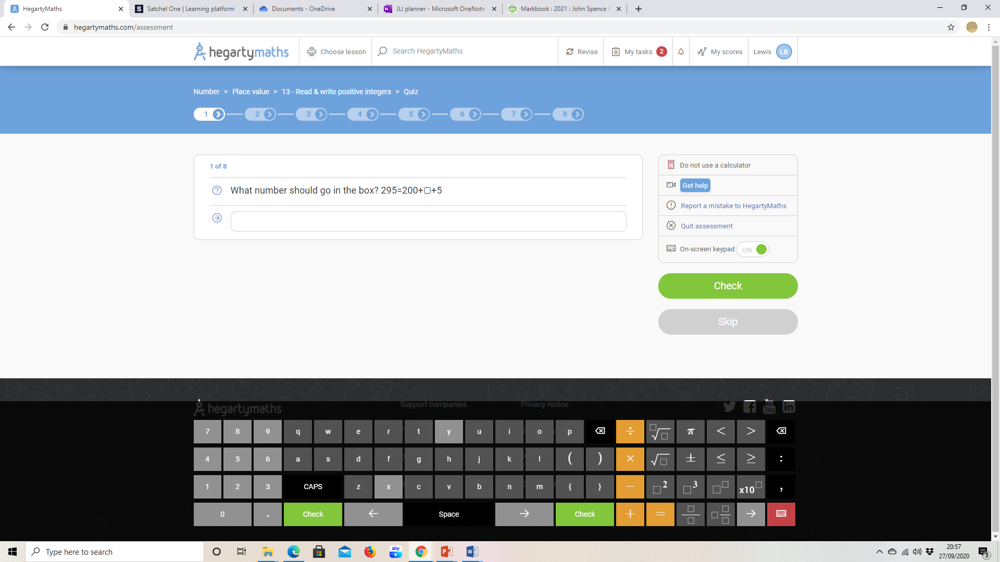 HegartyMaths
Satchel One | Learning platform
Documents - OneDrive
JLI planner - Microsoft OneNote
Markbook : 2021 : John Spence
hegartymaths.com/assessment
hegartymaths
Choose lesson
Search HegartyMaths
Revise
My tasks 2
My scores
Lewis LB
Number > Place value > 13 - Read & write positive integers > Quiz
1 2 3 4 5 6 7 8
1 of 8
What number should go in the box? 295=200+▢+5
Do not use a calculator
Get help
Report a mistake to HegartyMaths
Quit assessment
On-screen keypad ON
Check
Skip
hegartymaths
Support companies
Privacy notice
You Tube
in
7 8 9 q w e r t y u i o p ÷ √ π < >
4 5 6 a s d f g h j k l ( ) × √ ± ≤ ≥ :
1 2 3 CAPS z x c v b n m { } − 2 3 x10 ,
0 . Check ← Space → Check + = →
Type here to search
sky
20:57
27/09/2020
3